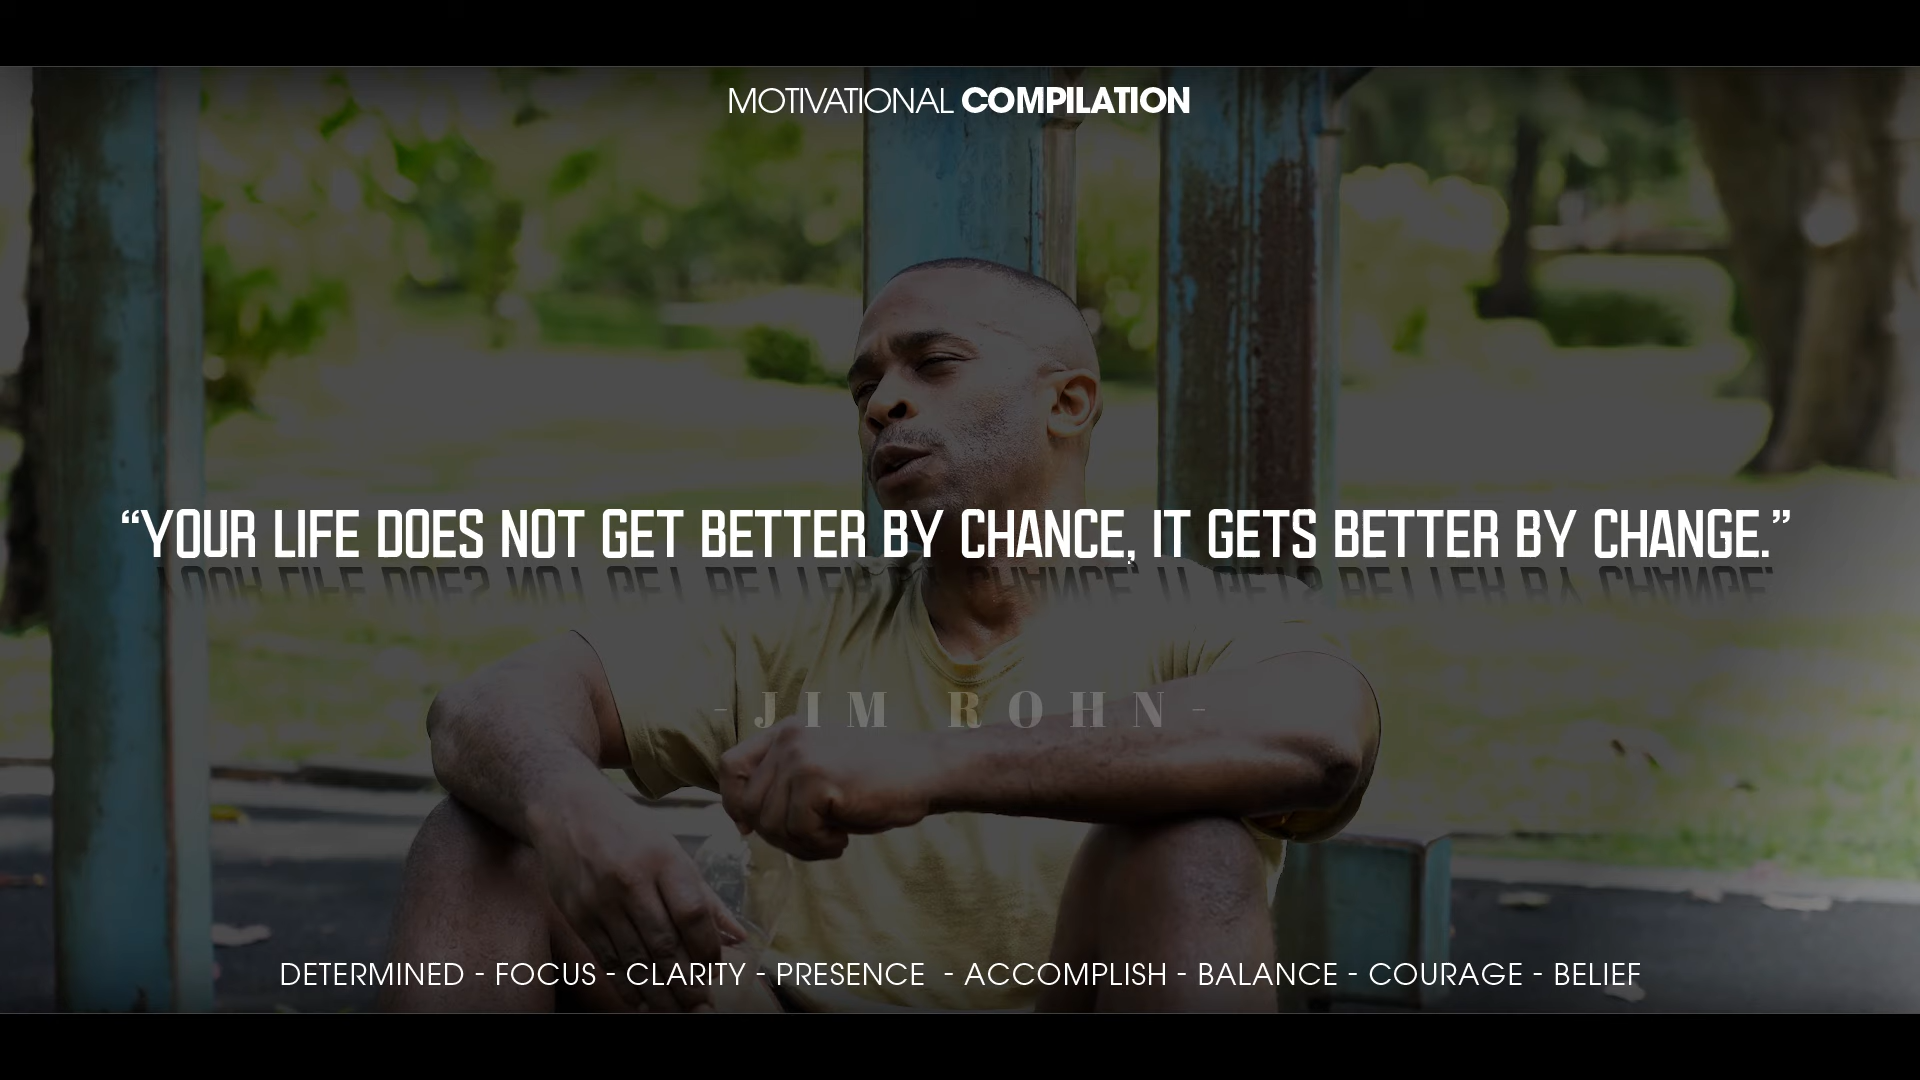 MOTIVATIONAL COMPILATION
“YOUR LIFE DOES NOT GET BETTER BY CHANCE, IT GETS BETTER BY CHANGE.”
- JIM ROHN -
DETERMINED - FOCUS - CLARITY - PRESENCE - ACCOMPLISH - BALANCE - COURAGE - BELIEF